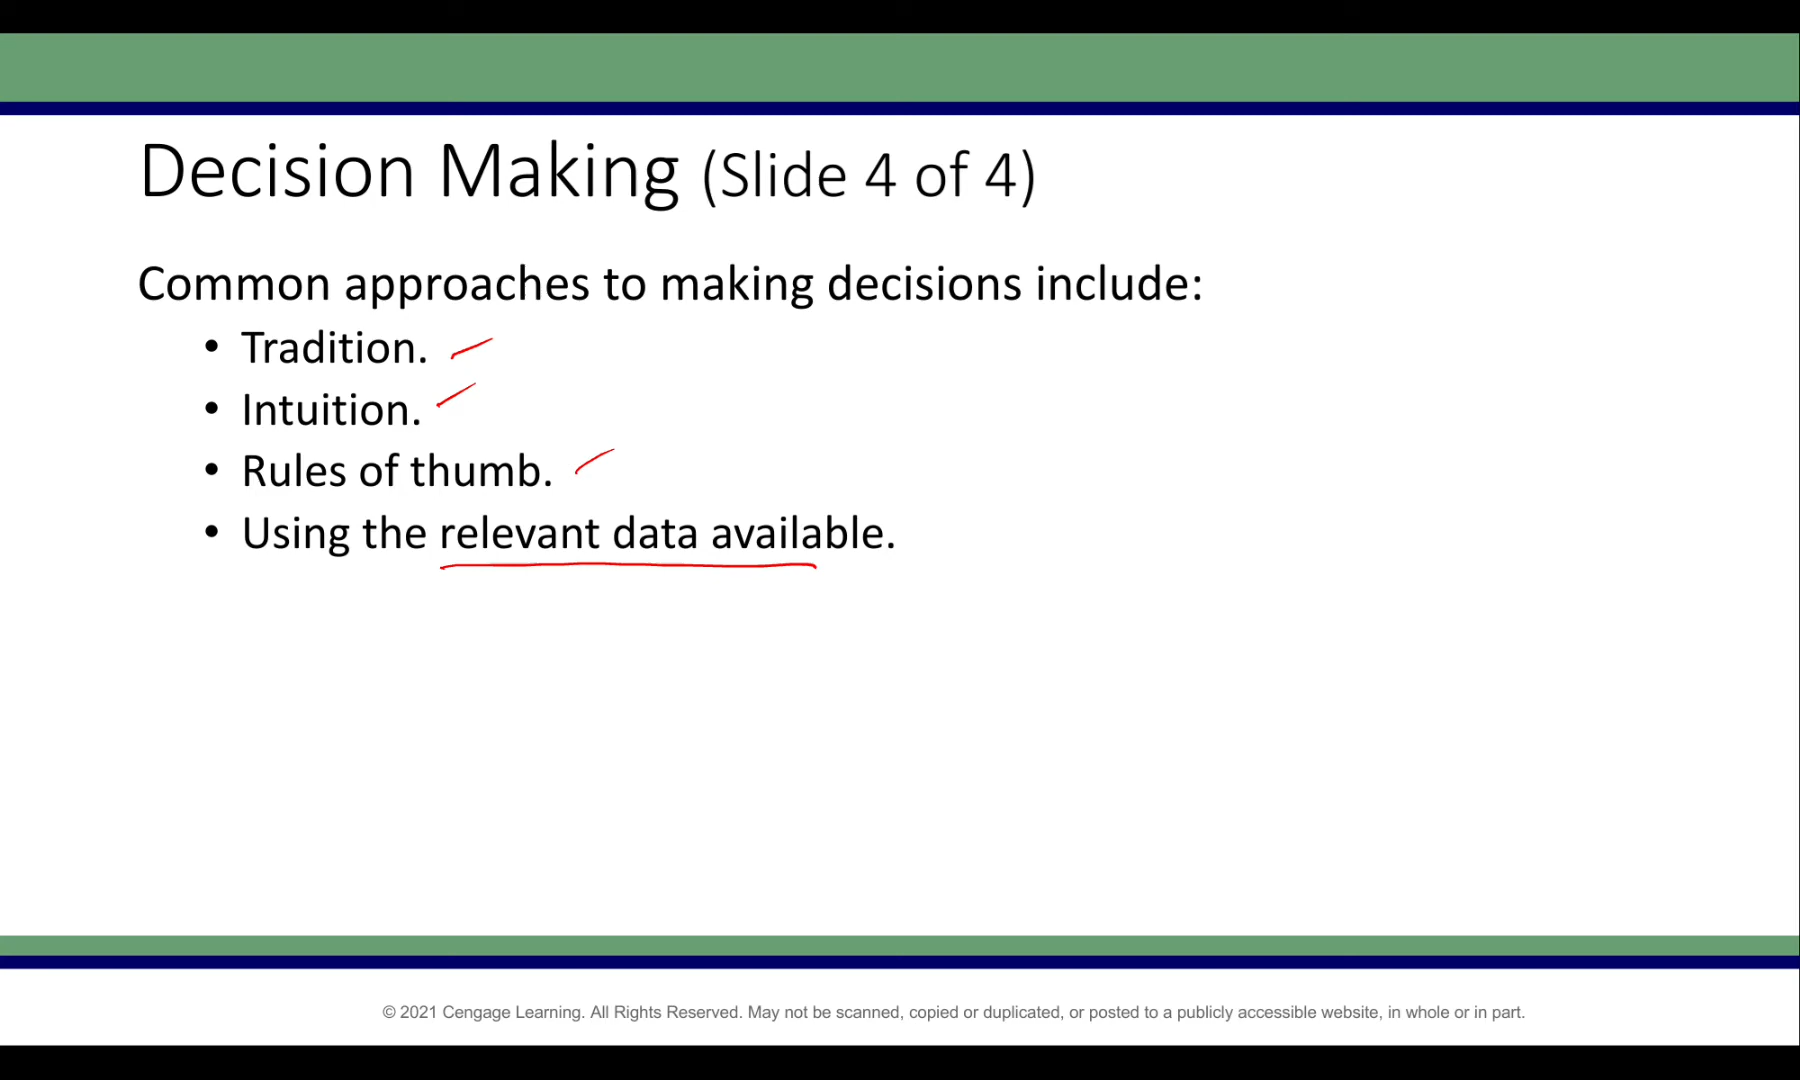 Decision Making (Slide 4 of 4)
Common approaches to making decisions include:
• Tradition.
• Intuition.
• Rules of thumb.
• Using the relevant data available.
© 2021 Cengage Learning. All Rights Reserved. May not be scanned, copied or duplicated, or posted to a publicly accessible website, in whole or in part.